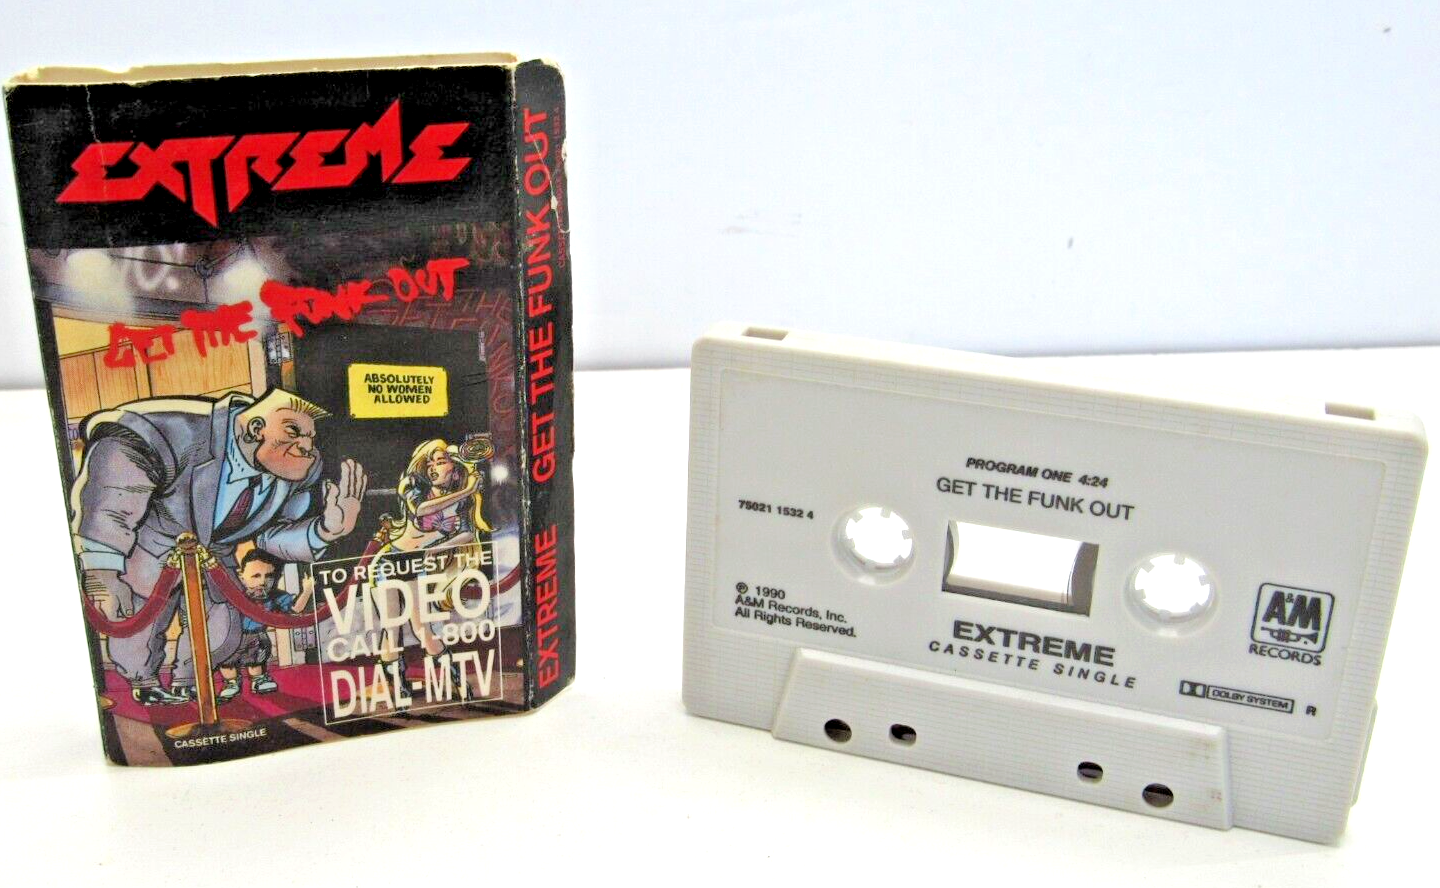 EXTREME
GET THE FUNK OUT
ABSOLUTELY
NO WOMEN
ALLOWED
TO REQUEST THE
VIDEO
CALL 1-800
DIAL-MTV
CASSETTE SINGLE
EXTREME GET THE FUNK OUT
PROGRAM ONE 4:24
GET THE FUNK OUT
75021 1532 4
℗ 1990
A&M Records, Inc.
All Rights Reserved.
EXTREME
CASSETTE SINGLE
A&M
RECORDS
DOLBY SYSTEM R